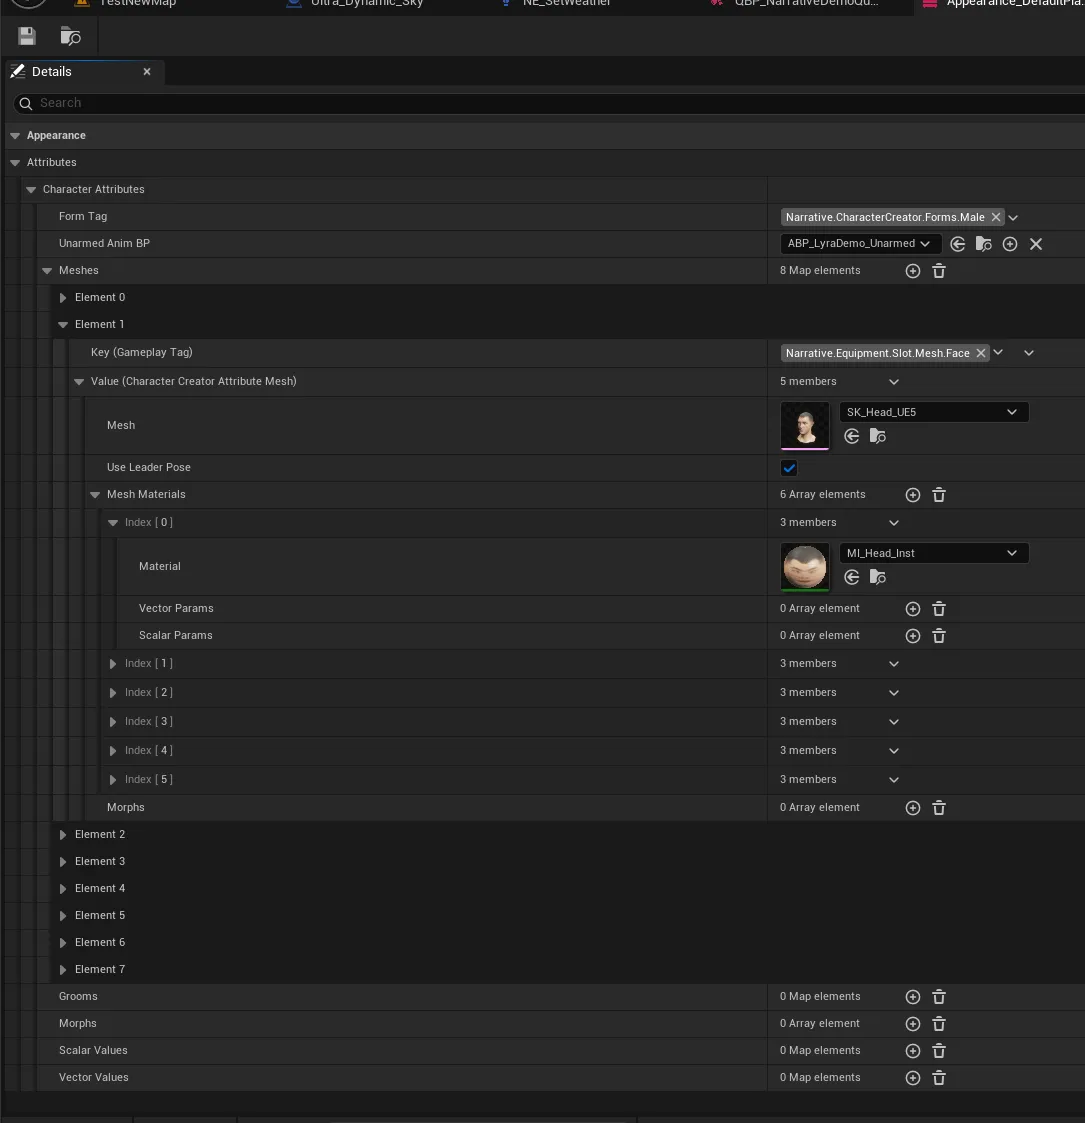 TestNewMap Ultra_Dynamic_Sky NE_SetWeather QBP_NarrativeDemoQu... Appearance_DefaultPla
Details
Search
Appearance
Attributes
Character Attributes
Form Tag Narrative.CharacterCreator.Forms.Male
Unarmed Anim BP ABP_LyraDemo_Unarmed
Meshes 8 Map elements
Element 0
Element 1
Key (Gameplay Tag) Narrative.Equipment.Slot.Mesh.Face
Value (Character Creator Attribute Mesh) 5 members
Mesh SK_Head_UE5
Use Leader Pose
Mesh Materials 6 Array elements
Index [ 0 ] 3 members
Material MI_Head_Inst
Vector Params 0 Array element
Scalar Params 0 Array element
Index [ 1 ] 3 members
Index [ 2 ] 3 members
Index [ 3 ] 3 members
Index [ 4 ] 3 members
Index [ 5 ] 3 members
Morphs 0 Array element
Element 2
Element 3
Element 4
Element 5
Element 6
Element 7
Grooms 0 Map elements
Morphs 0 Array element
Scalar Values 0 Map elements
Vector Values 0 Map elements